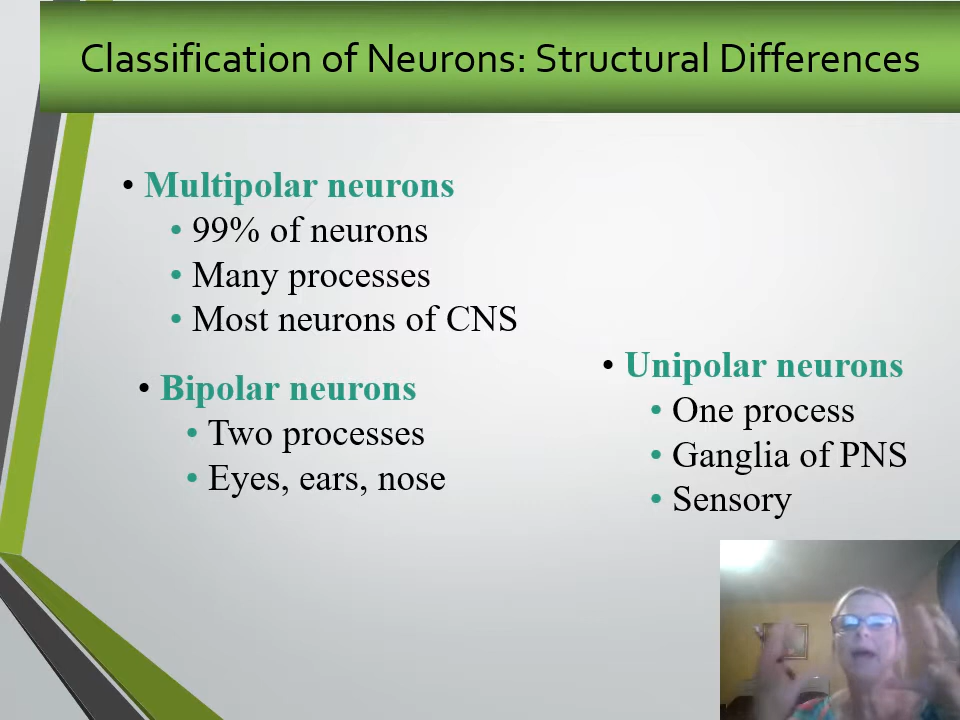 Classification of Neurons: Structural Differences
• Multipolar neurons
• 99% of neurons
• Many processes
• Most neurons of CNS
• Bipolar neurons
• Two processes
• Eyes, ears, nose
• Unipolar neurons
• One process
• Ganglia of PNS
• Sensory